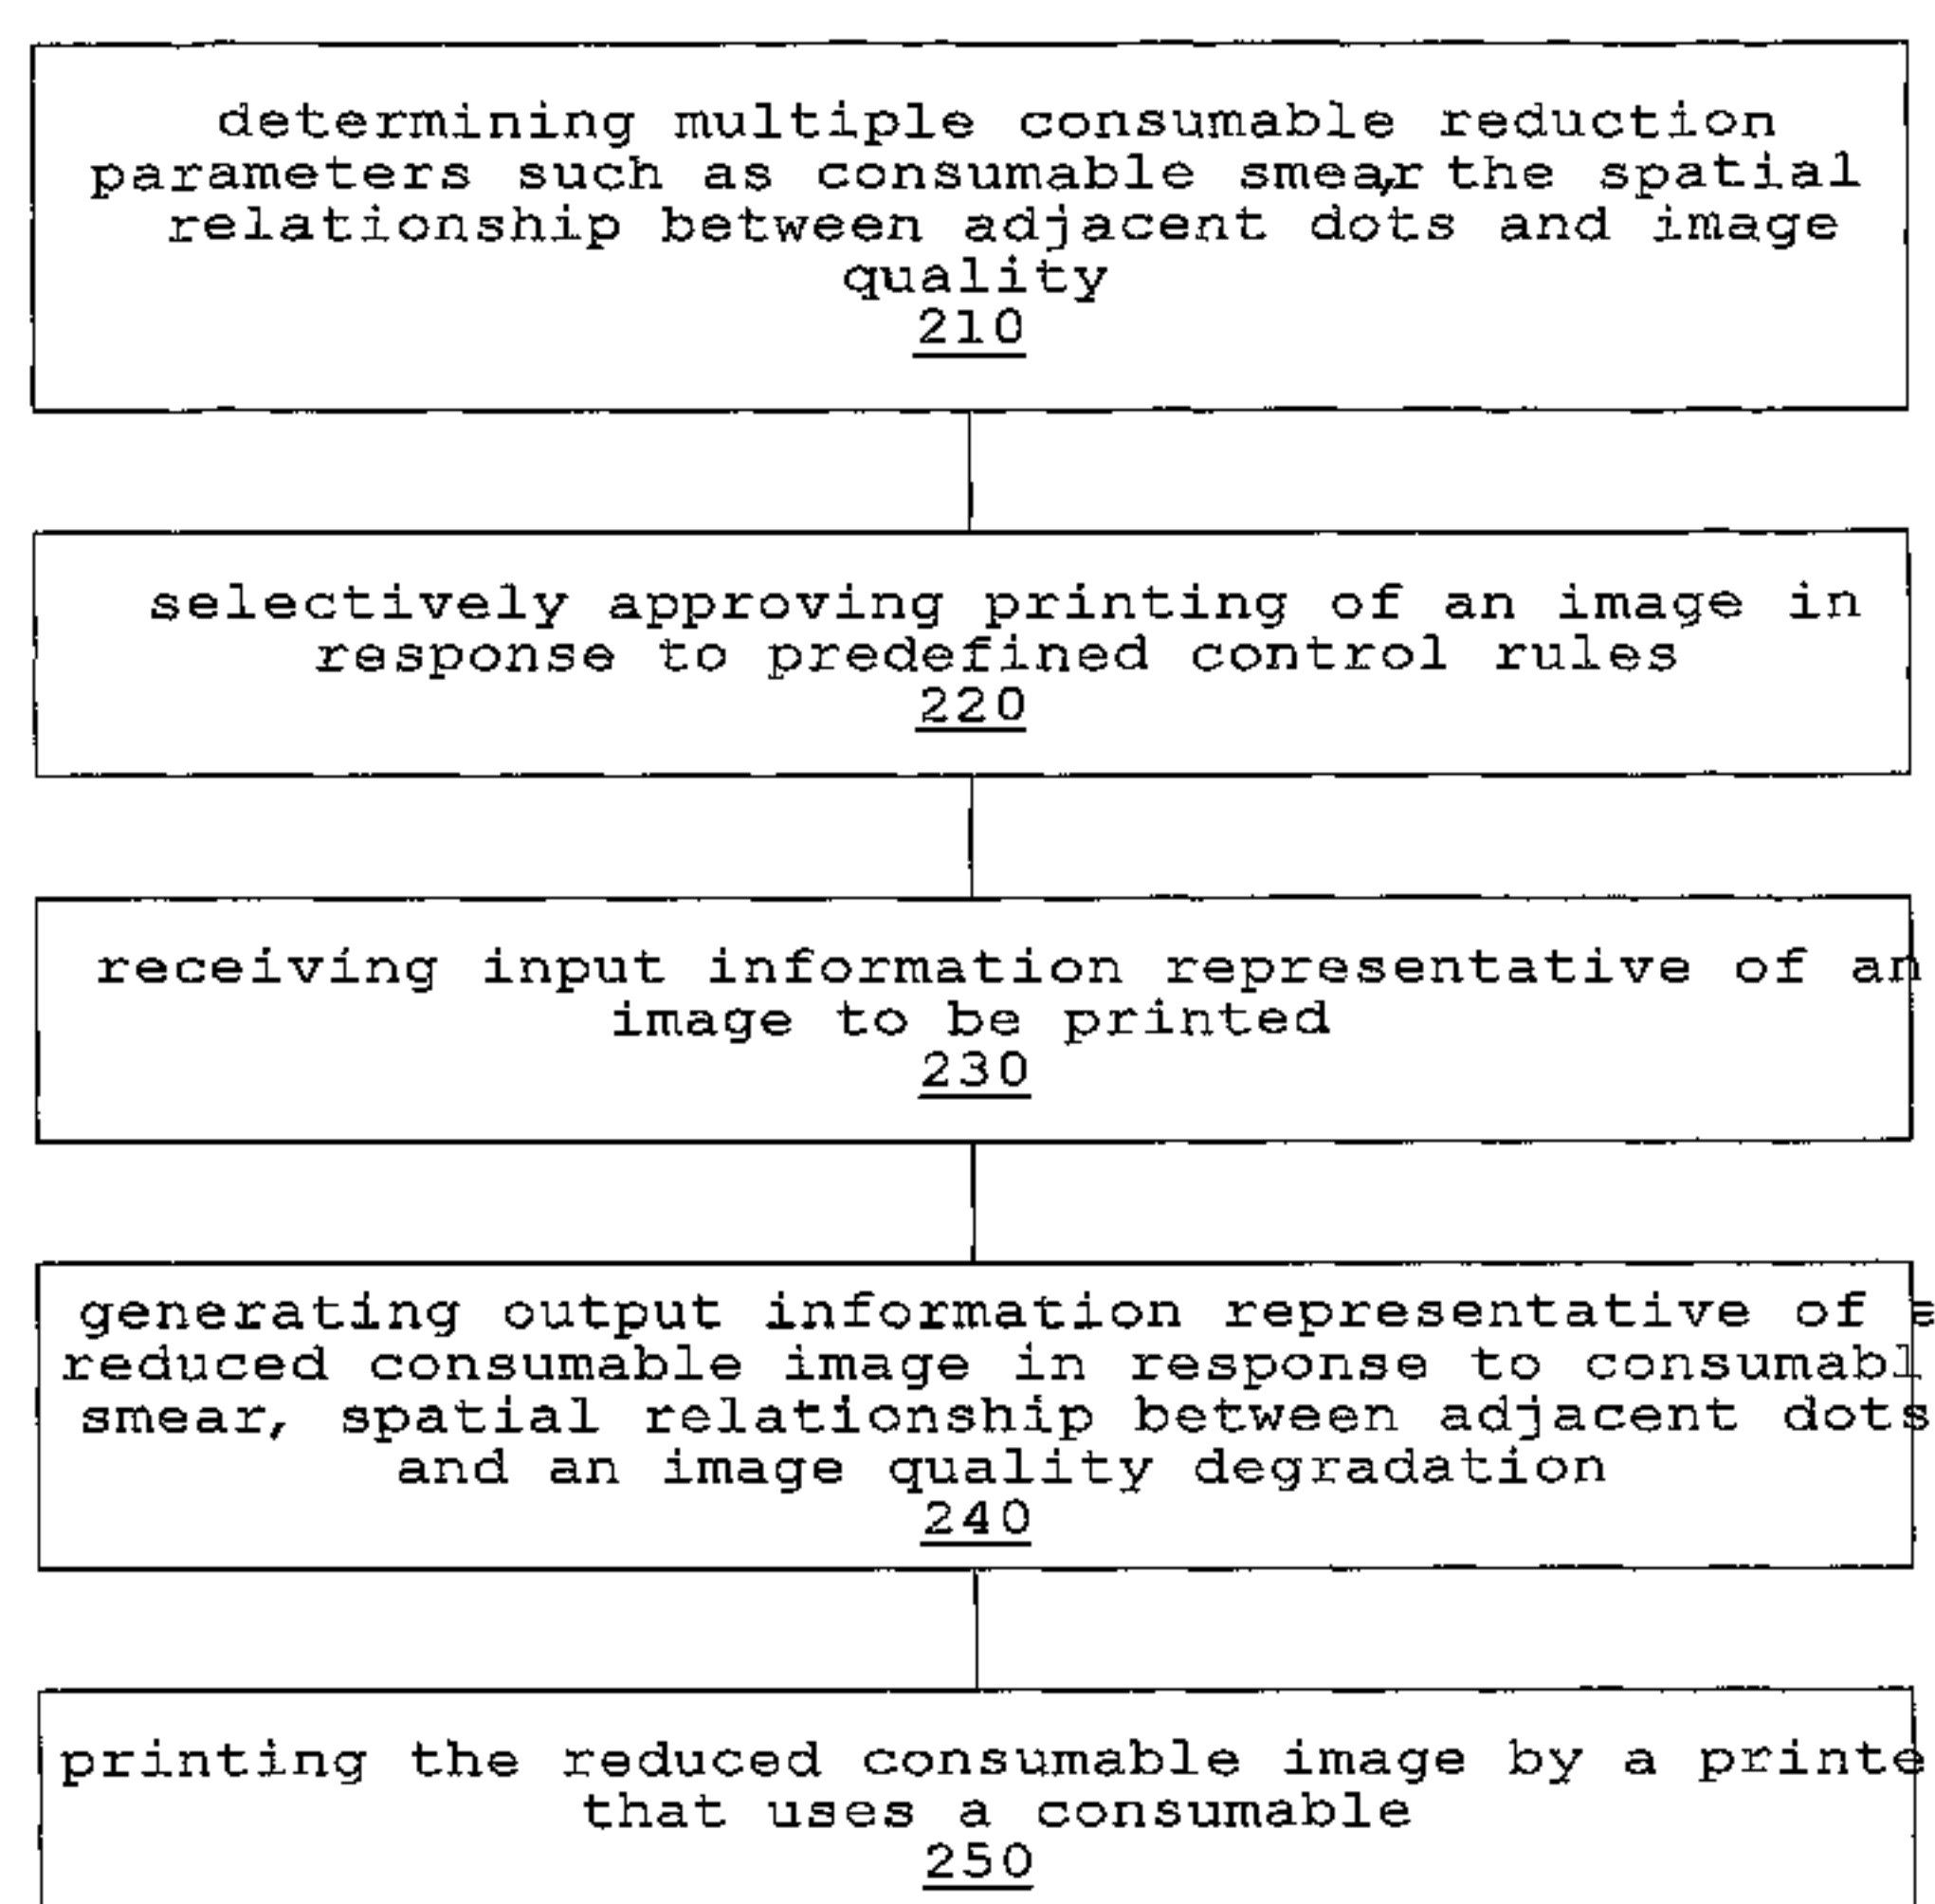 determining multiple consumable reduction
parameters such as consumable smear, the spatial
relationship between adjacent dots and image
quality
210
selectively approving printing of an image in
response to predefined control rules
220
receiving input information representative of an
image to be printed
230
generating output information representative of
reduced consumable image in response to consumabl
smear, spatial relationship between adjacent dots
and an image quality degradation
240
printing the reduced consumable image by a printe
that uses a consumable
250